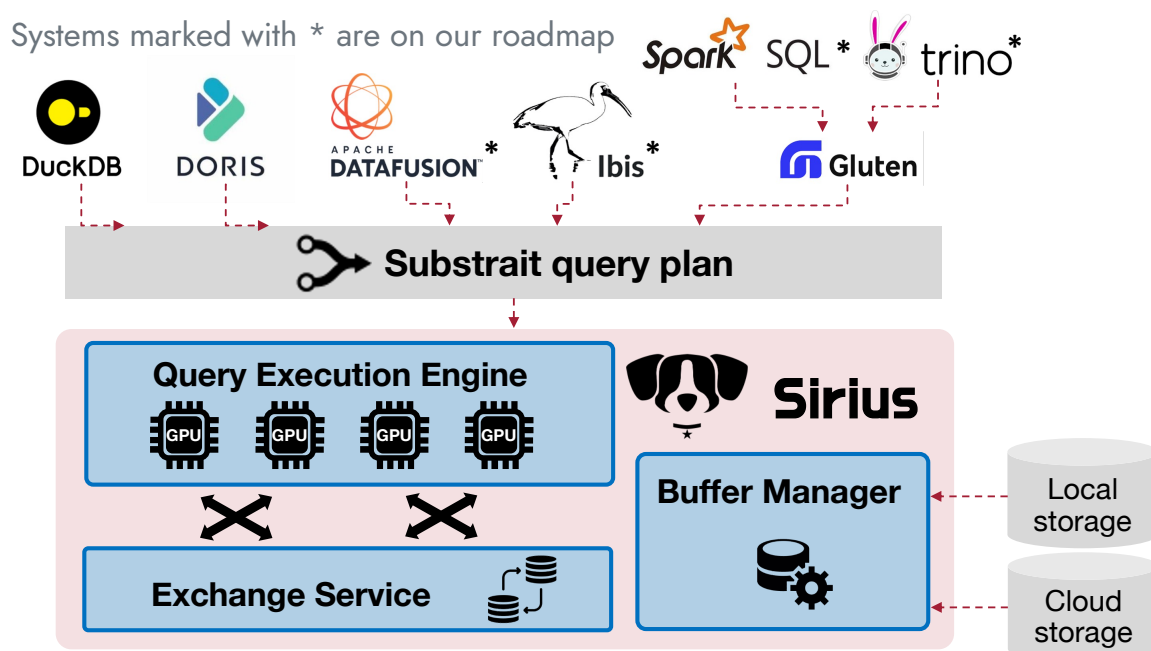 Systems marked with * are on our roadmap
Spark SQL *
trino *
DuckDB
DORIS
APACHE
DATAFUSION™ *
Ibis *
Gluten
Substrait query plan
Query Execution Engine
GPU GPU GPU GPU
Sirius
Buffer Manager
Local
storage
Exchange Service
Cloud
storage